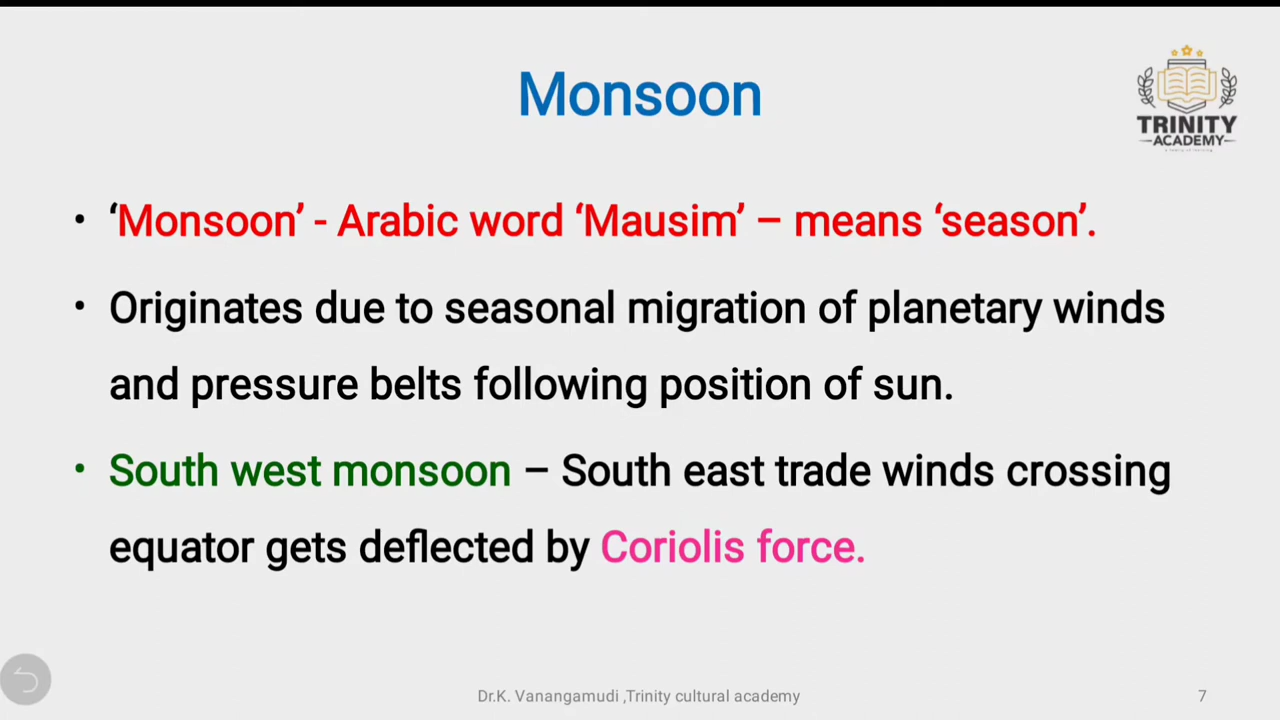 Monsoon
TRINITY
ACADEMY
• ‘Monsoon’ - Arabic word ‘Mausim’ – means ‘season’.
• Originates due to seasonal migration of planetary winds
and pressure belts following position of sun.
• South west monsoon – South east trade winds crossing
equator gets deflected by Coriolis force.
Dr.K. Vanangamudi ,Trinity cultural academy
7